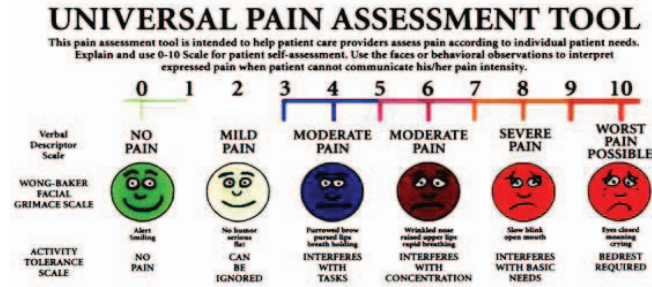 UNIVERSAL PAIN ASSESSMENT TOOL
This pain assessment tool is intended to help patient care providers assess pain according to individual patient needs.
Explain and use 0-10 Scale for patient self-assessment. Use the faces or behavioral observations to interpret
expressed pain when patient cannot communicate his/her pain intensity.
0 1 2 3 4 5 6 7 8 9 10
Verbal
Descriptor
Scale
NO
PAIN
MILD
PAIN
MODERATE
PAIN
MODERATE
PAIN
SEVERE
PAIN
WORST
PAIN
POSSIBLE
WONG-BAKER
FACIAL
GRIMACE SCALE
Alert
Smiling
No humor
serious
flat
Furrowed brow
pursed lips
breath holding
Wrinkled nose
raised upper lips
rapid breathing
Slow blink
open mouth
Eyes closed
moaning
crying
ACTIVITY
TOLERANCE
SCALE
NO
PAIN
CAN
BE
IGNORED
INTERFERES
WITH
TASKS
INTERFERES
WITH
CONCENTRATION
INTERFERES
WITH BASIC
NEEDS
BEDREST
REQUIRED